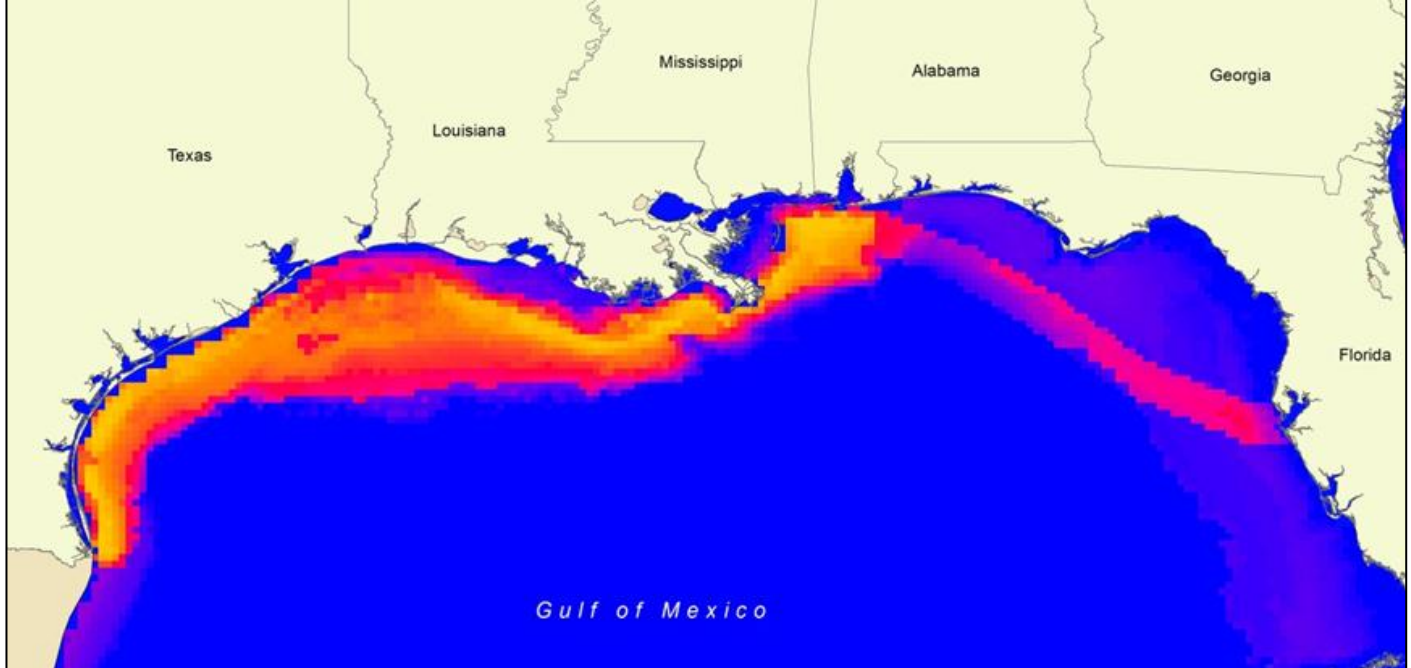 Mississippi
Alabama
Georgia
Louisiana
Texas
Florida
Gulf of Mexico